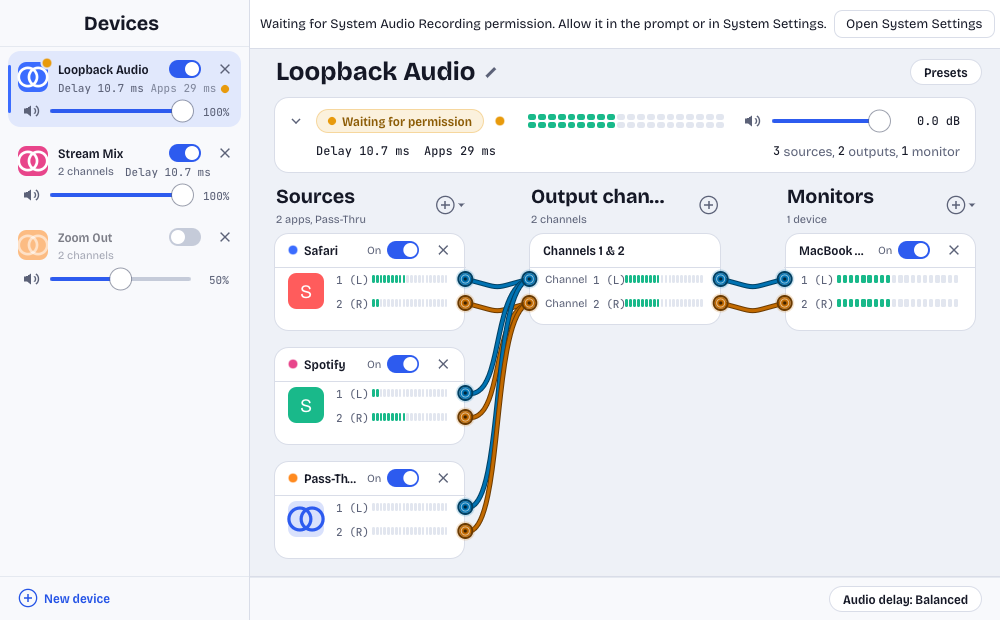 Devices
Waiting for System Audio Recording permission. Allow it in the prompt or in System Settings.
Open System Settings
Loopback Audio
Delay 10.7 ms Apps 29 ms
100%
Stream Mix
2 channels Delay 10.7 ms
100%
Zoom Out
2 channels
50%
New device
Loopback Audio
Presets
Waiting for permission
0.0 dB
Delay 10.7 ms Apps 29 ms
3 sources, 2 outputs, 1 monitor
Sources
2 apps, Pass-Thru
Output chan...
2 channels
Monitors
1 device
Safari On
S
1 (L)
2 (R)
Spotify On
S
1 (L)
2 (R)
Pass-Th... On
1 (L)
2 (R)
Channels 1 & 2
Channel 1 (L)
Channel 2 (R)
MacBook ... On
1 (L)
2 (R)
Audio delay: Balanced